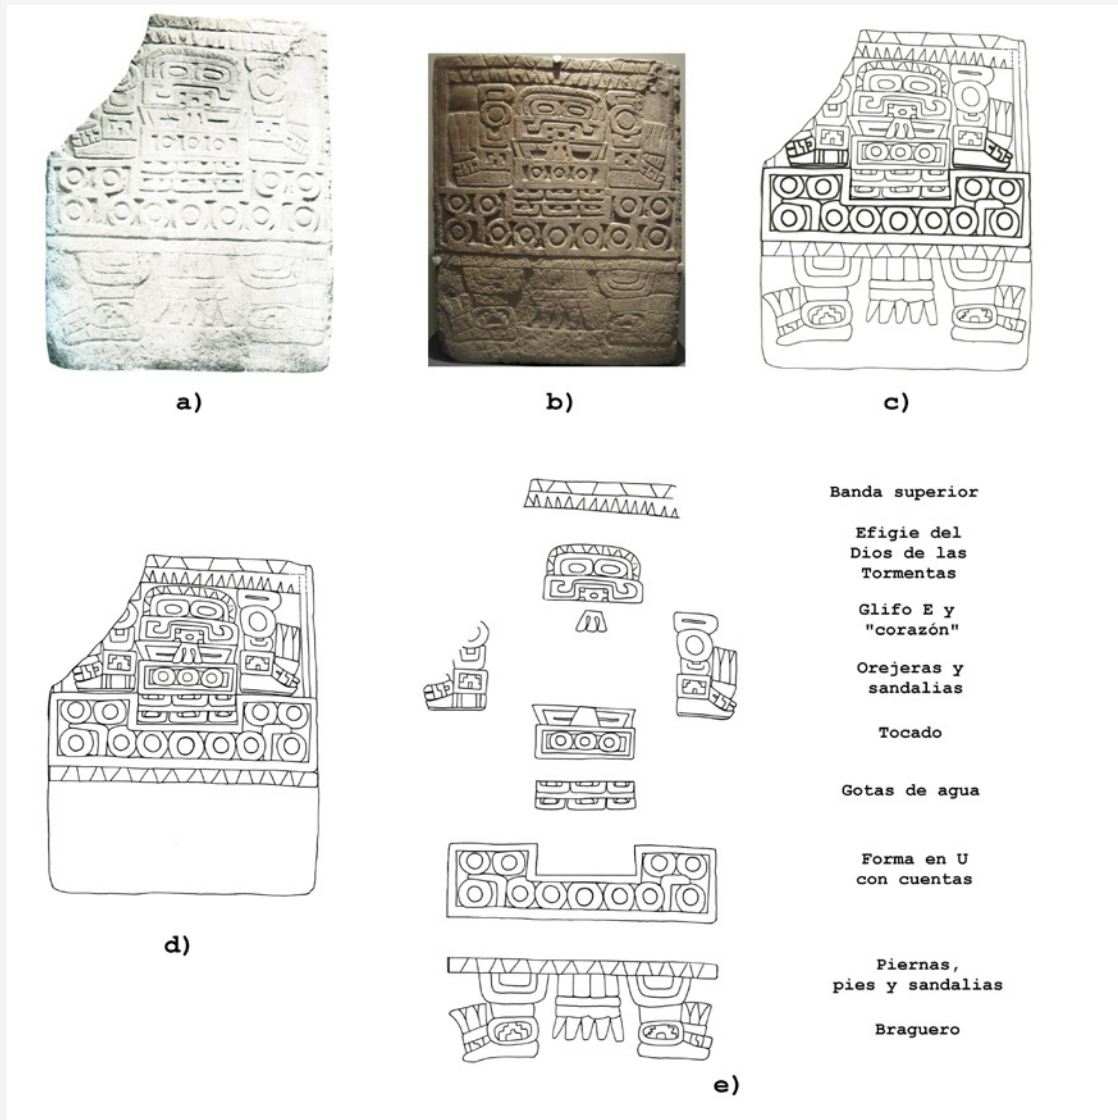 a)
b)
c)
Banda superior
Efigie del
Dios de las
Tormentas
Glifo E y
"corazón"
Orejeras y
sandalias
Tocado
Gotas de agua
Forma en U
con cuentas
d)
Piernas,
pies y sandalias
Braguero
e)